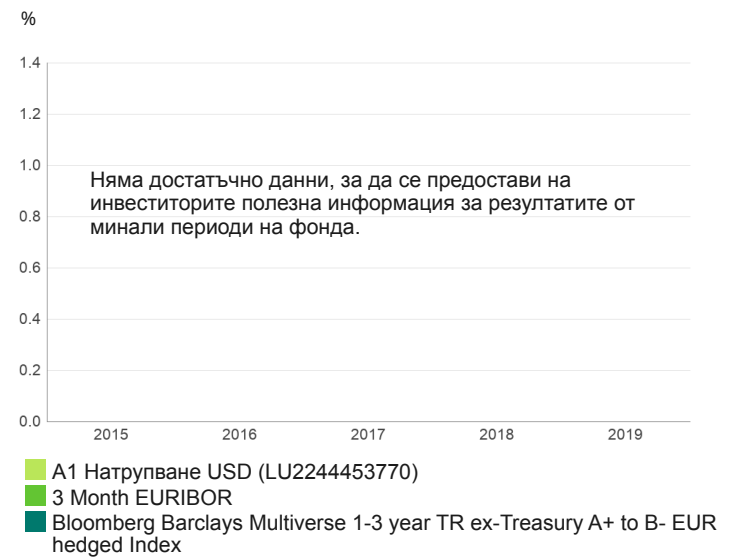 %
1.4
1.2
1.0
Няма достатъчно данни, за да се предостави на
инвеститорите полезна информация за резултатите от
минали периоди на фонда.
0.8
0.6
0.4
0.2
0.0
2015 2016 2017 2018 2019
A1 Натрупване USD (LU2244453770)
3 Month EURIBOR
Bloomberg Barclays Multiverse 1-3 year TR ex-Treasury A+ to B- EUR
hedged Index